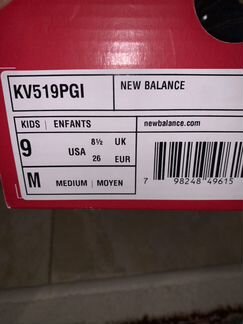 KV519PGI NEW BALANCE
KIDS | ENFANTS newbalance.com
9 USA 8½ UK
26 EUR
M MEDIUM | MOYEN
7 98248 49615